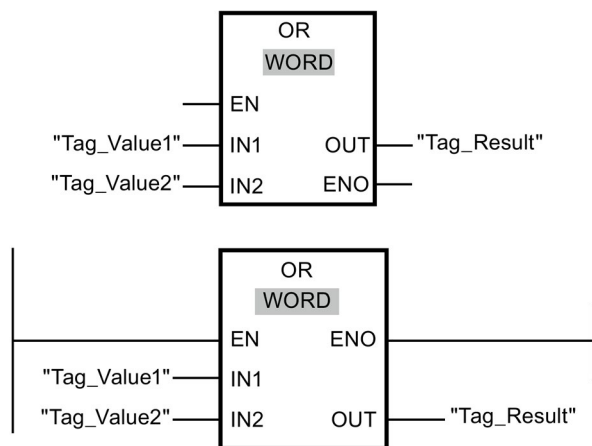 OR
WORD
EN
"Tag_Value1" IN1 OUT "Tag_Result"
"Tag_Value2" IN2 ENO
OR
WORD
EN ENO
"Tag_Value1" IN1
"Tag_Value2" IN2 OUT "Tag_Result"